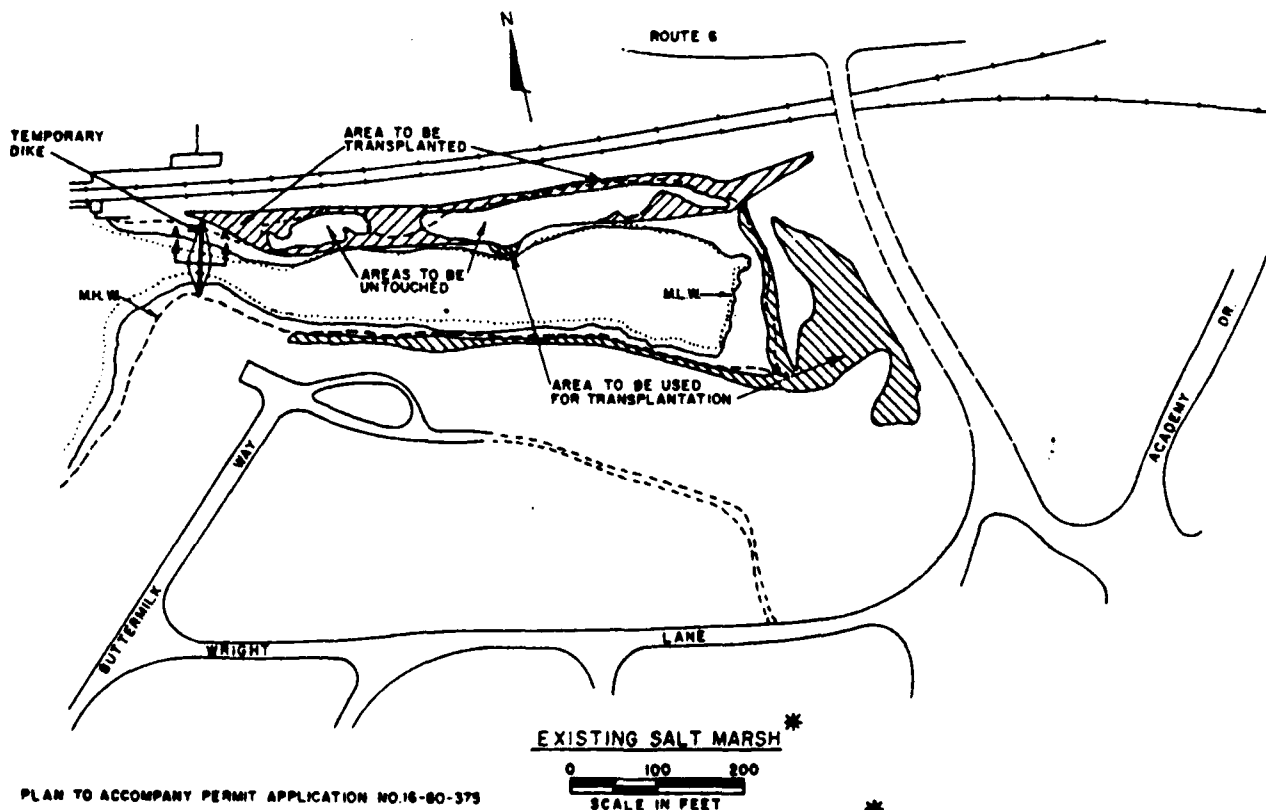 N
ROUTE 6
TEMPORARY
DIKE
AREA TO BE
TRANSPLANTED
AREAS TO BE
UNTOUCHED
M.H.W.
M.L.W.
AREA TO BE USED
FOR TRANSPLANTATION
ACADEMY DR.
BUTTERMILK WAY
WRIGHT LANE
EXISTING SALT MARSH *
0 100 200
SCALE IN FEET
PLAN TO ACCOMPANY PERMIT APPLICATION NO.16-80-375
*